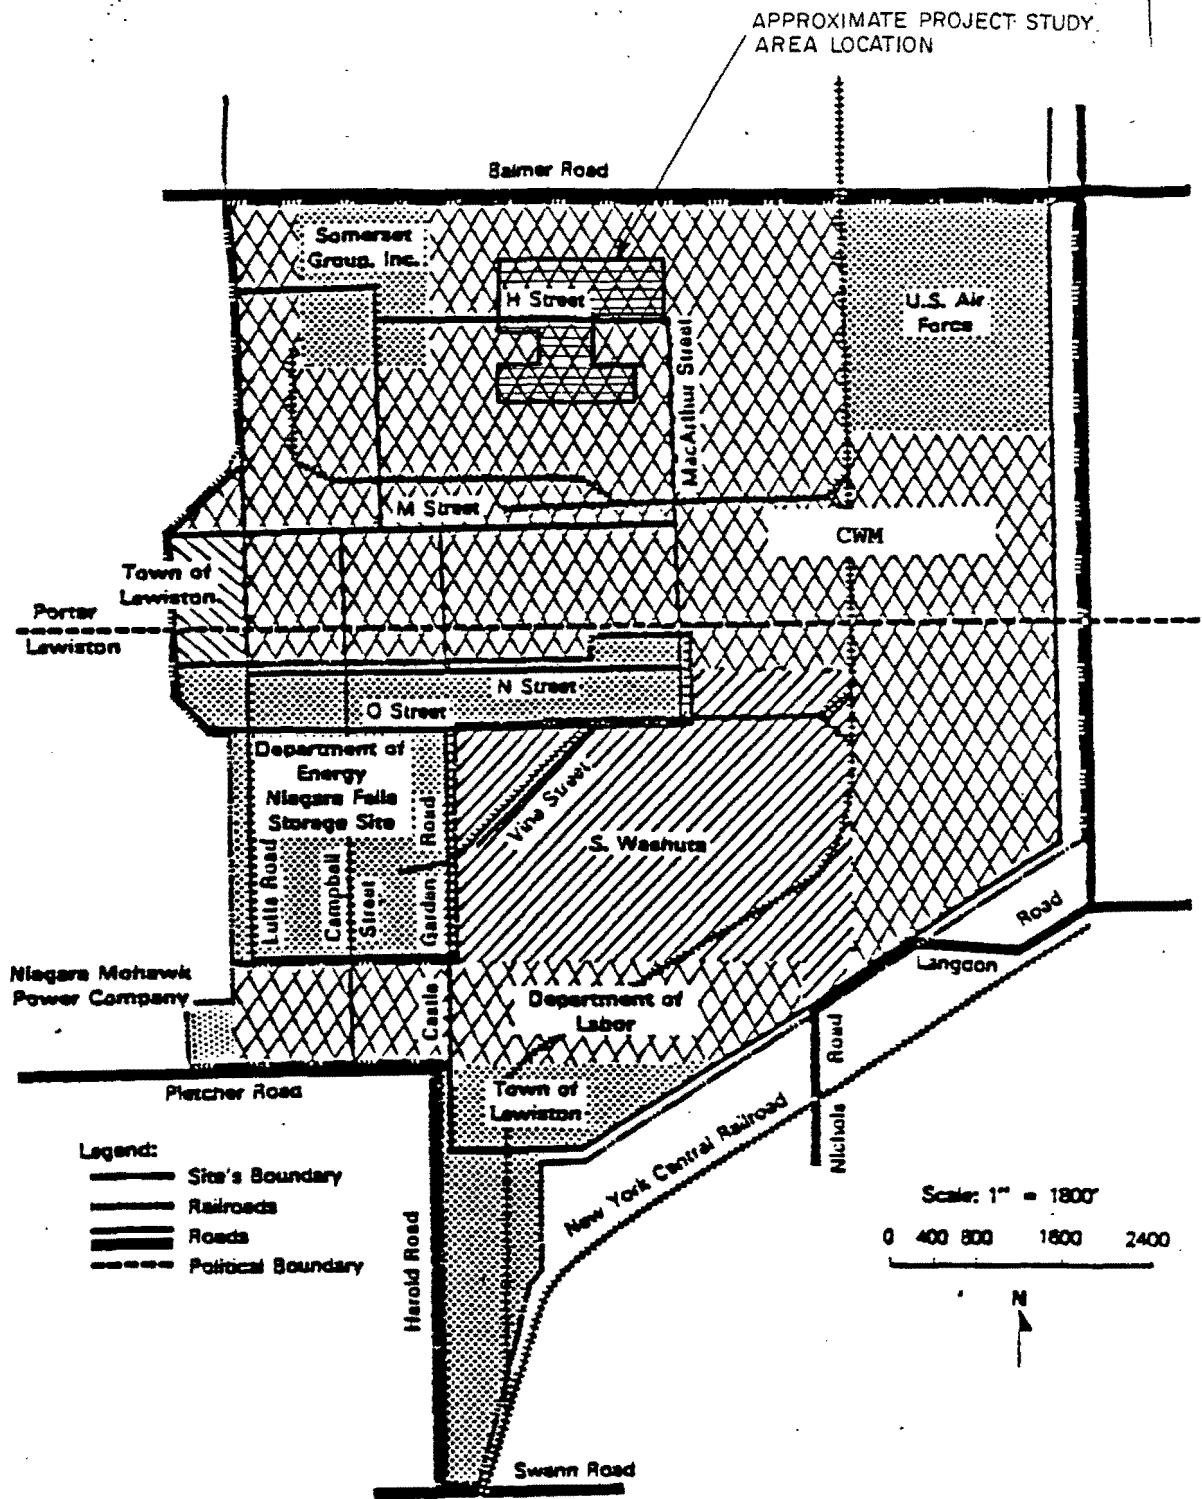 APPROXIMATE PROJECT STUDY
AREA LOCATION
Balmer Road
Somerset
Group, Inc.
H Street
U.S. Air
Force
MacArthur Street
M Street
CWM
Town of
Lewiston
Porter
Lewiston
N Street
O Street
Department of
Energy
Niagara Falls
Storage Site
Vine Street
S. Washuta
Lutts Road
Campbell
Street
Castle Garden Road
Road
Langdon
Niagara Mohawk
Power Company
Department of
Labor
Pletcher Road
Town of
Lewiston
Nichols Road
New York Central Railroad
Legend:
Site's Boundary
Railroads
Roads
Political Boundary
Harold Road
Scale: 1" = 1800'
0 400 800 1600 2400
N
Swann Road